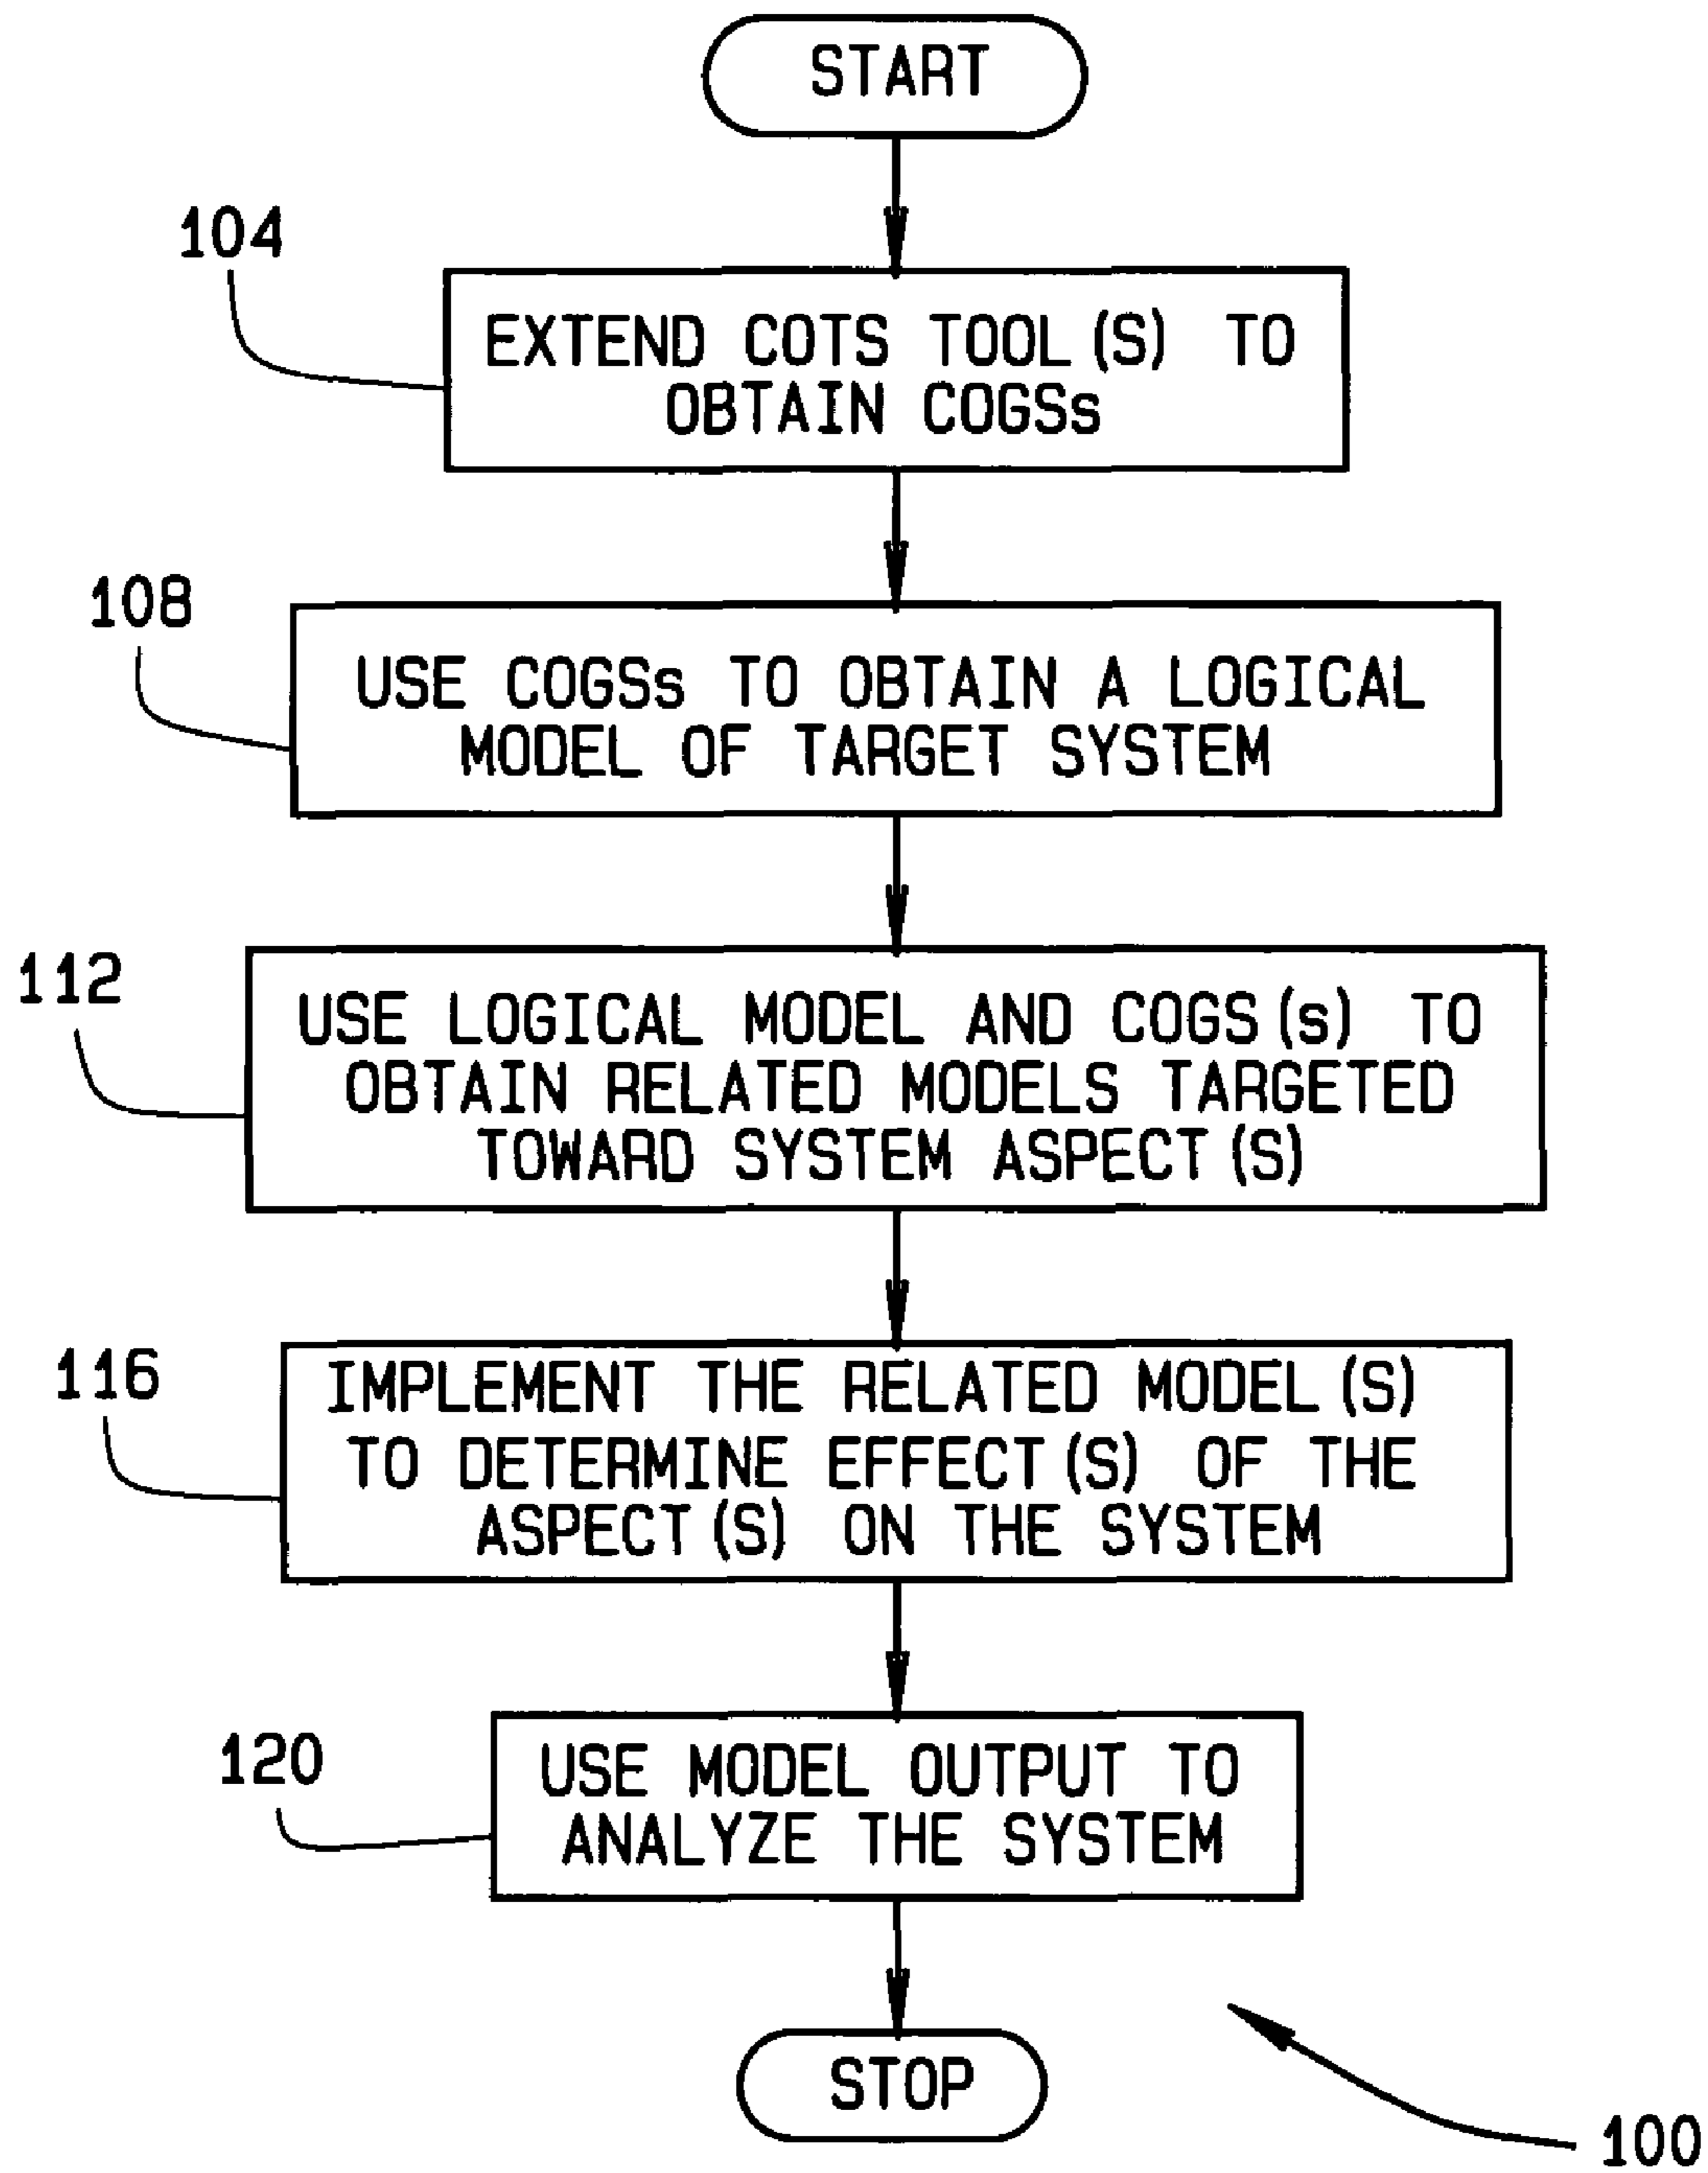 START
104
EXTEND COTS TOOL(S) TO
OBTAIN COGSs
108
USE COGSs TO OBTAIN A LOGICAL
MODEL OF TARGET SYSTEM
112
USE LOGICAL MODEL AND COGS(s) TO
OBTAIN RELATED MODELS TARGETED
TOWARD SYSTEM ASPECT(S)
116
IMPLEMENT THE RELATED MODEL(S)
TO DETERMINE EFFECT(S) OF THE
ASPECT(S) ON THE SYSTEM
120
USE MODEL OUTPUT TO
ANALYZE THE SYSTEM
STOP
100